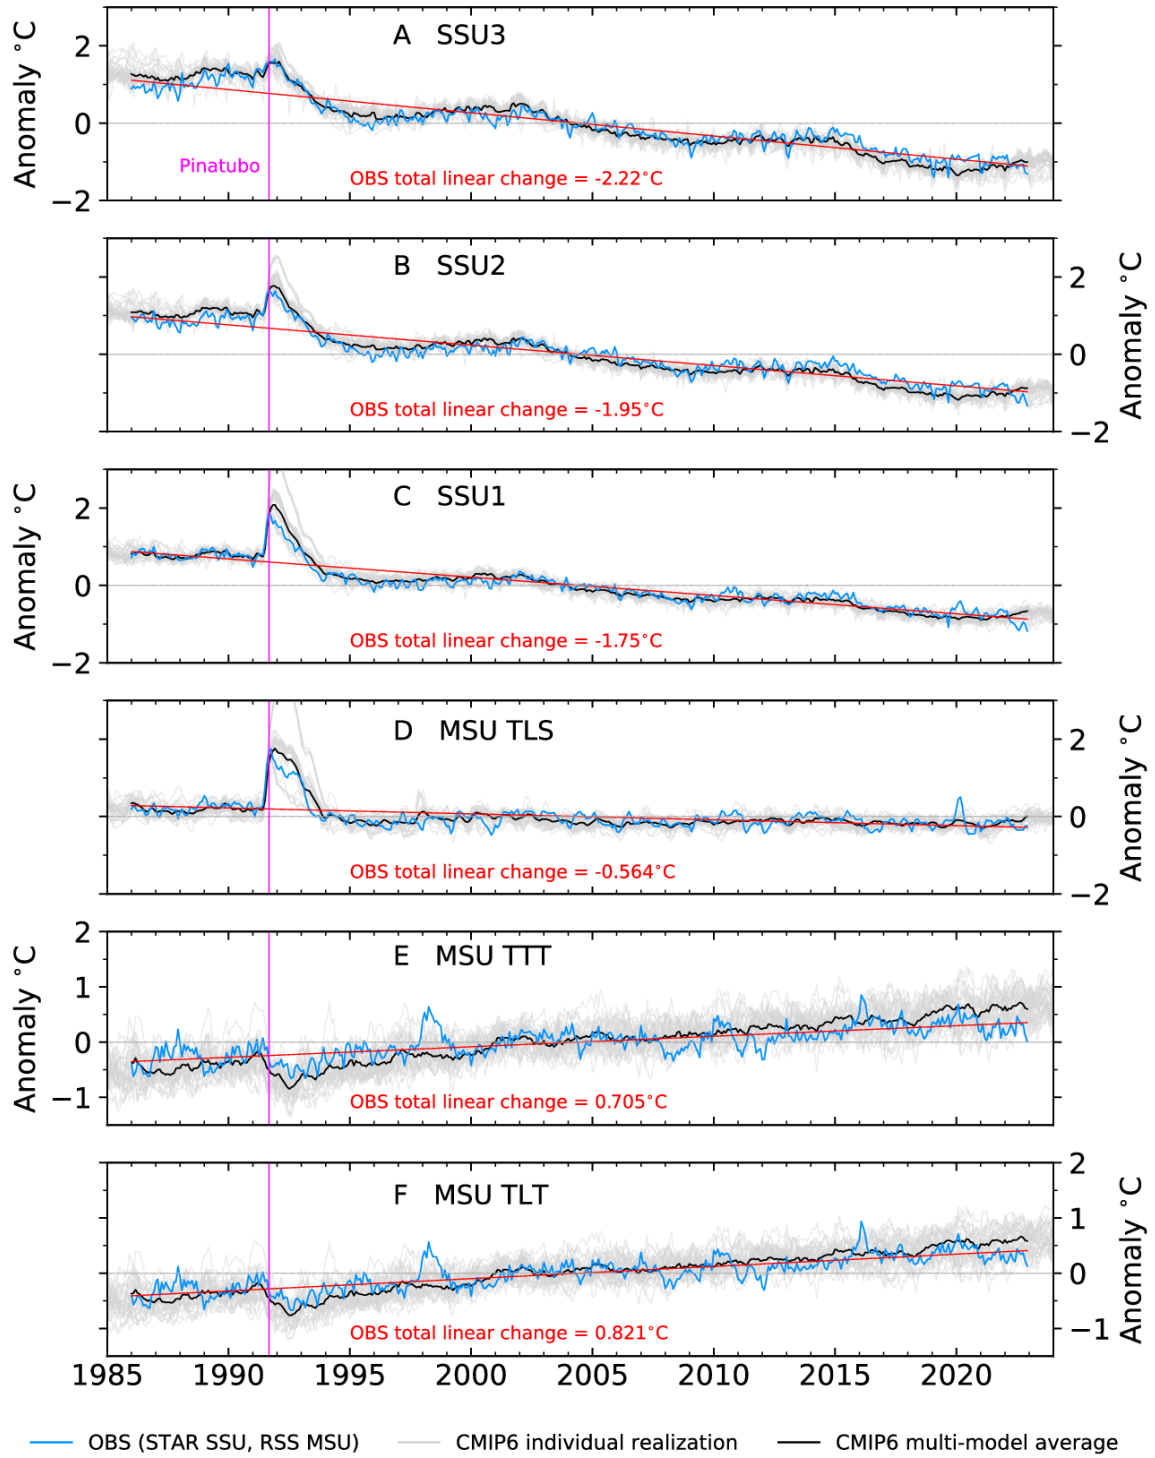 A SSU3
Anomaly °C
2
0
−2
Pinatubo
OBS total linear change = -2.22°C
B SSU2
Anomaly °C
2
0
−2
OBS total linear change = -1.95°C
C SSU1
Anomaly °C
2
0
−2
OBS total linear change = -1.75°C
D MSU TLS
Anomaly °C
2
0
−2
OBS total linear change = -0.564°C
E MSU TTT
Anomaly °C
2
1
0
−1
OBS total linear change = 0.705°C
F MSU TLT
Anomaly °C
2
1
0
−1
OBS total linear change = 0.821°C
1985 1990 1995 2000 2005 2010 2015 2020
OBS (STAR SSU, RSS MSU) CMIP6 individual realization CMIP6 multi-model average